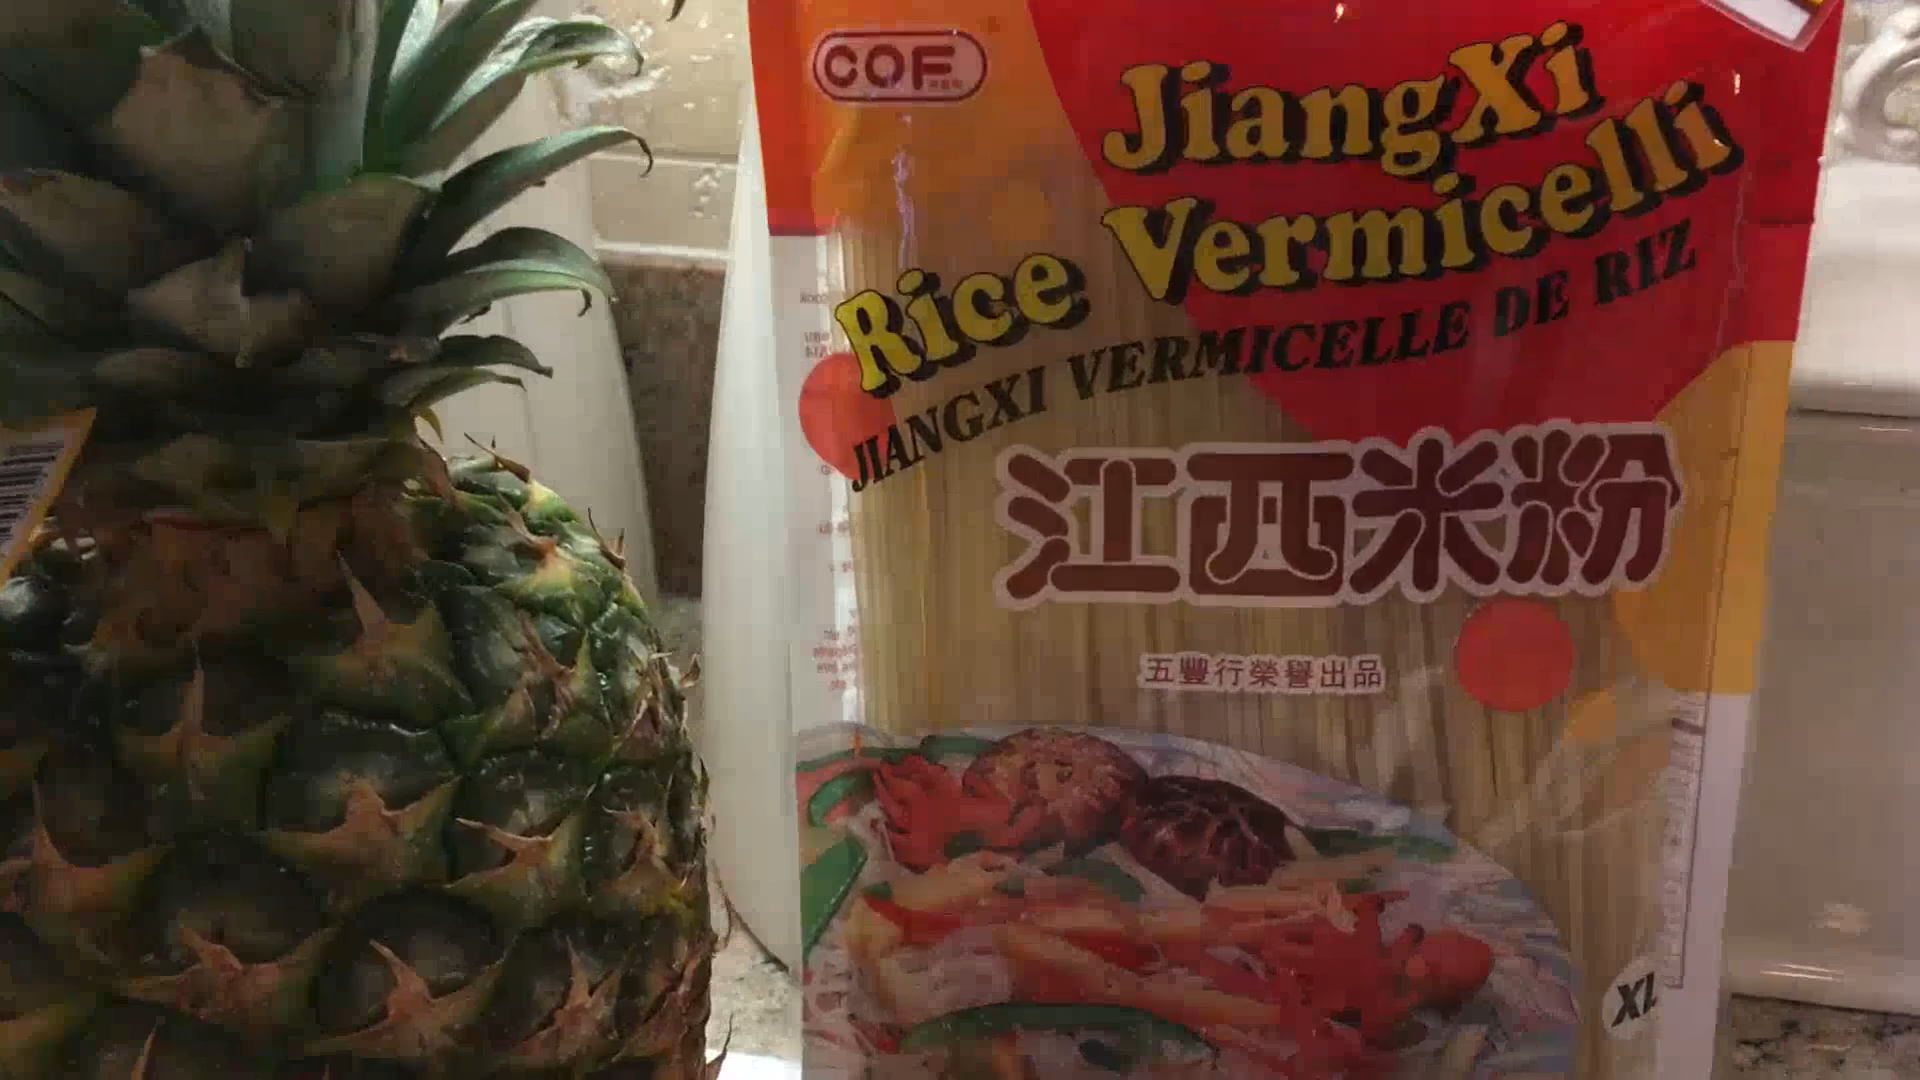 COF
JiangXi
Rice Vermicelli
JIANGXI VERMICELLE DE RIZ
江西米粉
五豐行榮譽出品
XL